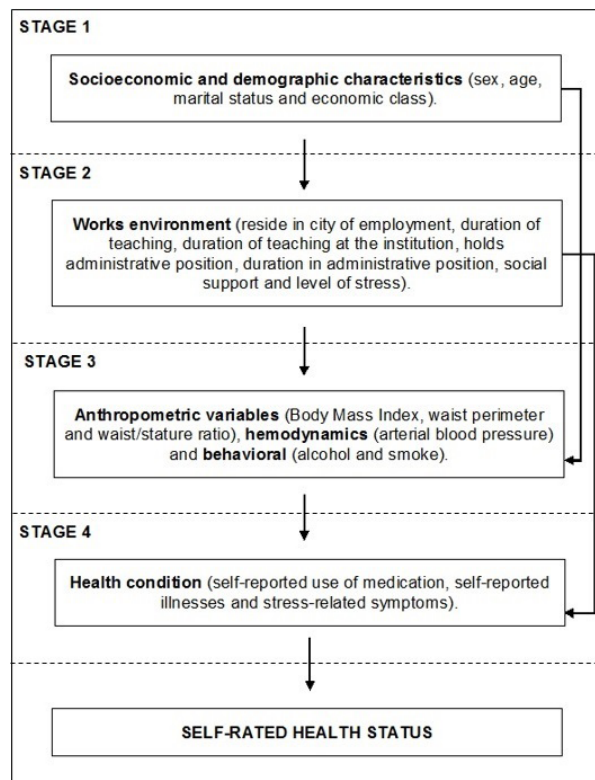 STAGE 1
Socioeconomic and demographic characteristics (sex, age,
marital status and economic class).
STAGE 2
Works environment (reside in city of employment, duration of
teaching, duration of teaching at the institution, holds
administrative position, duration in administrative position, social
support and level of stress).
STAGE 3
Anthropometric variables (Body Mass Index, waist perimeter
and waist/stature ratio), hemodynamics (arterial blood pressure)
and behavioral (alcohol and smoke).
STAGE 4
Health condition (self-reported use of medication, self-reported
illnesses and stress-related symptoms).
SELF-RATED HEALTH STATUS